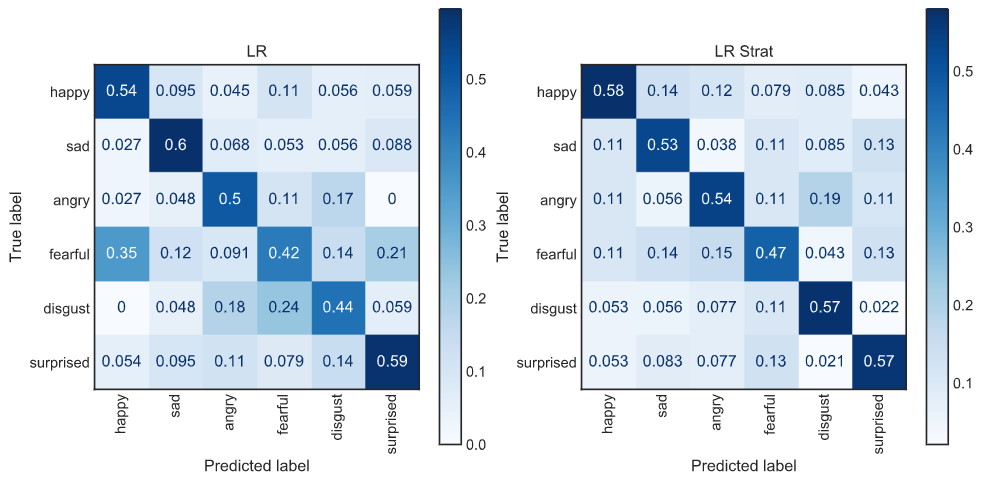 LR
True label
happy 0.54 0.095 0.045 0.11 0.056 0.059
sad 0.027 0.6 0.068 0.053 0.056 0.088
angry 0.027 0.048 0.5 0.11 0.17 0
fearful 0.35 0.12 0.091 0.42 0.14 0.21
disgust 0 0.048 0.18 0.24 0.44 0.059
surprised 0.054 0.095 0.11 0.079 0.14 0.59
happy sad angry fearful disgust surprised
Predicted label
0.5
0.4
0.3
0.2
0.1
0.0
LR Strat
True label
happy 0.58 0.14 0.12 0.079 0.085 0.043
sad 0.11 0.53 0.038 0.11 0.085 0.13
angry 0.11 0.056 0.54 0.11 0.19 0.11
fearful 0.11 0.14 0.15 0.47 0.043 0.13
disgust 0.053 0.056 0.077 0.11 0.57 0.022
surprised 0.053 0.083 0.077 0.13 0.021 0.57
happy sad angry fearful disgust surprised
Predicted label
0.5
0.4
0.3
0.2
0.1